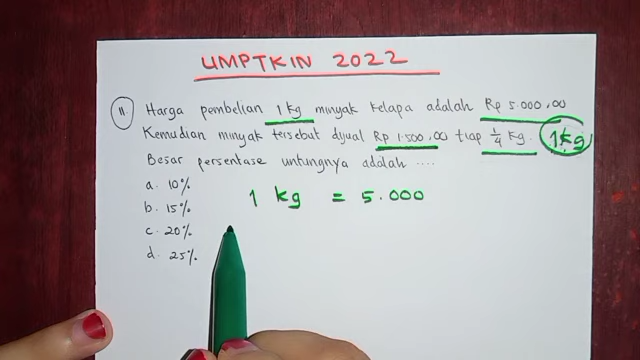 UMPTKIN 2022
11. Harga pembelian 1 kg minyak kelapa adalah Rp 5.000,00
Kemudian minyak tersebut dijual Rp 1.500,00 tiap 1/4 kg. 1 kg
Besar persentase untungnya adalah ....
a. 10%
b. 15%
c. 20%
d. 25%
1 kg = 5.000